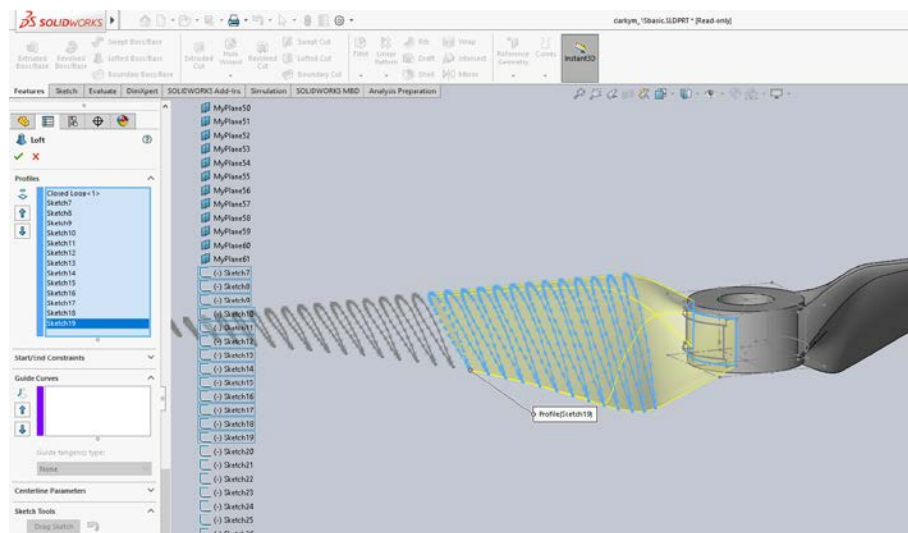 SOLIDWORKS
darkym_15basic.SLDPRT * [Read-only]
Extruded Boss/Base
Revolved Boss/Base
Swept Boss/Base
Lofted Boss/Base
Boundary Boss/Base
Extruded Cut
Hole Wizard
Revolved Cut
Swept Cut
Lofted Cut
Boundary Cut
Fillet
Linear Pattern
Rib
Draft
Shell
Wrap
Intersect
Mirror
Reference Geometry
Curves
Instant3D
Features
Sketch
Evaluate
DimXpert
SOLIDWORKS Add-Ins
Simulation
SOLIDWORKS MBD
Analysis Preparation
Loft
Profiles
Closed Loop<1>
Sketch7
Sketch8
Sketch9
Sketch10
Sketch11
Sketch12
Sketch13
Sketch14
Sketch15
Sketch16
Sketch17
Sketch18
Sketch19
Start/End Constraints
Guide Curves
Guide tangency type:
None
Centerline Parameters
Sketch Tools
Drag Sketch
MyPlane50
MyPlane51
MyPlane52
MyPlane53
MyPlane54
MyPlane55
MyPlane56
MyPlane57
MyPlane58
MyPlane59
MyPlane60
MyPlane61
(-) Sketch7
(-) Sketch8
(-) Sketch9
(-) Sketch10
(-) Sketch11
(-) Sketch12
(-) Sketch13
(-) Sketch14
(-) Sketch15
(-) Sketch16
(-) Sketch17
(-) Sketch18
(-) Sketch19
(-) Sketch20
(-) Sketch21
(-) Sketch22
(-) Sketch23
(-) Sketch24
(-) Sketch25
Profile(Sketch19)